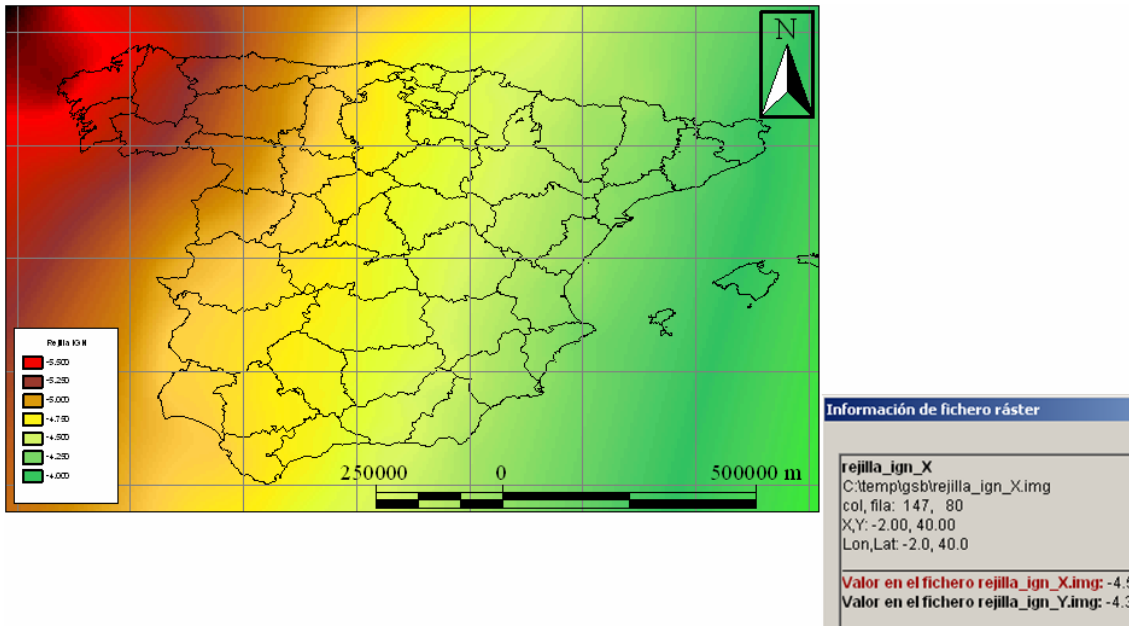 N
Rejilla IGN
-5.500
-5.250
-5.000
-4.750
-4.500
-4.250
-4.000
250000 0 500000 m
Información de fichero ráster
rejilla_ign_X
C:\temp\gsb\rejilla_ign_X.img
col, fila: 147, 80
X,Y: -2.00, 40.00
Lon,Lat: -2.0, 40.0
Valor en el fichero rejilla_ign_X.img: -4.5
Valor en el fichero rejilla_ign_Y.img: -4.3